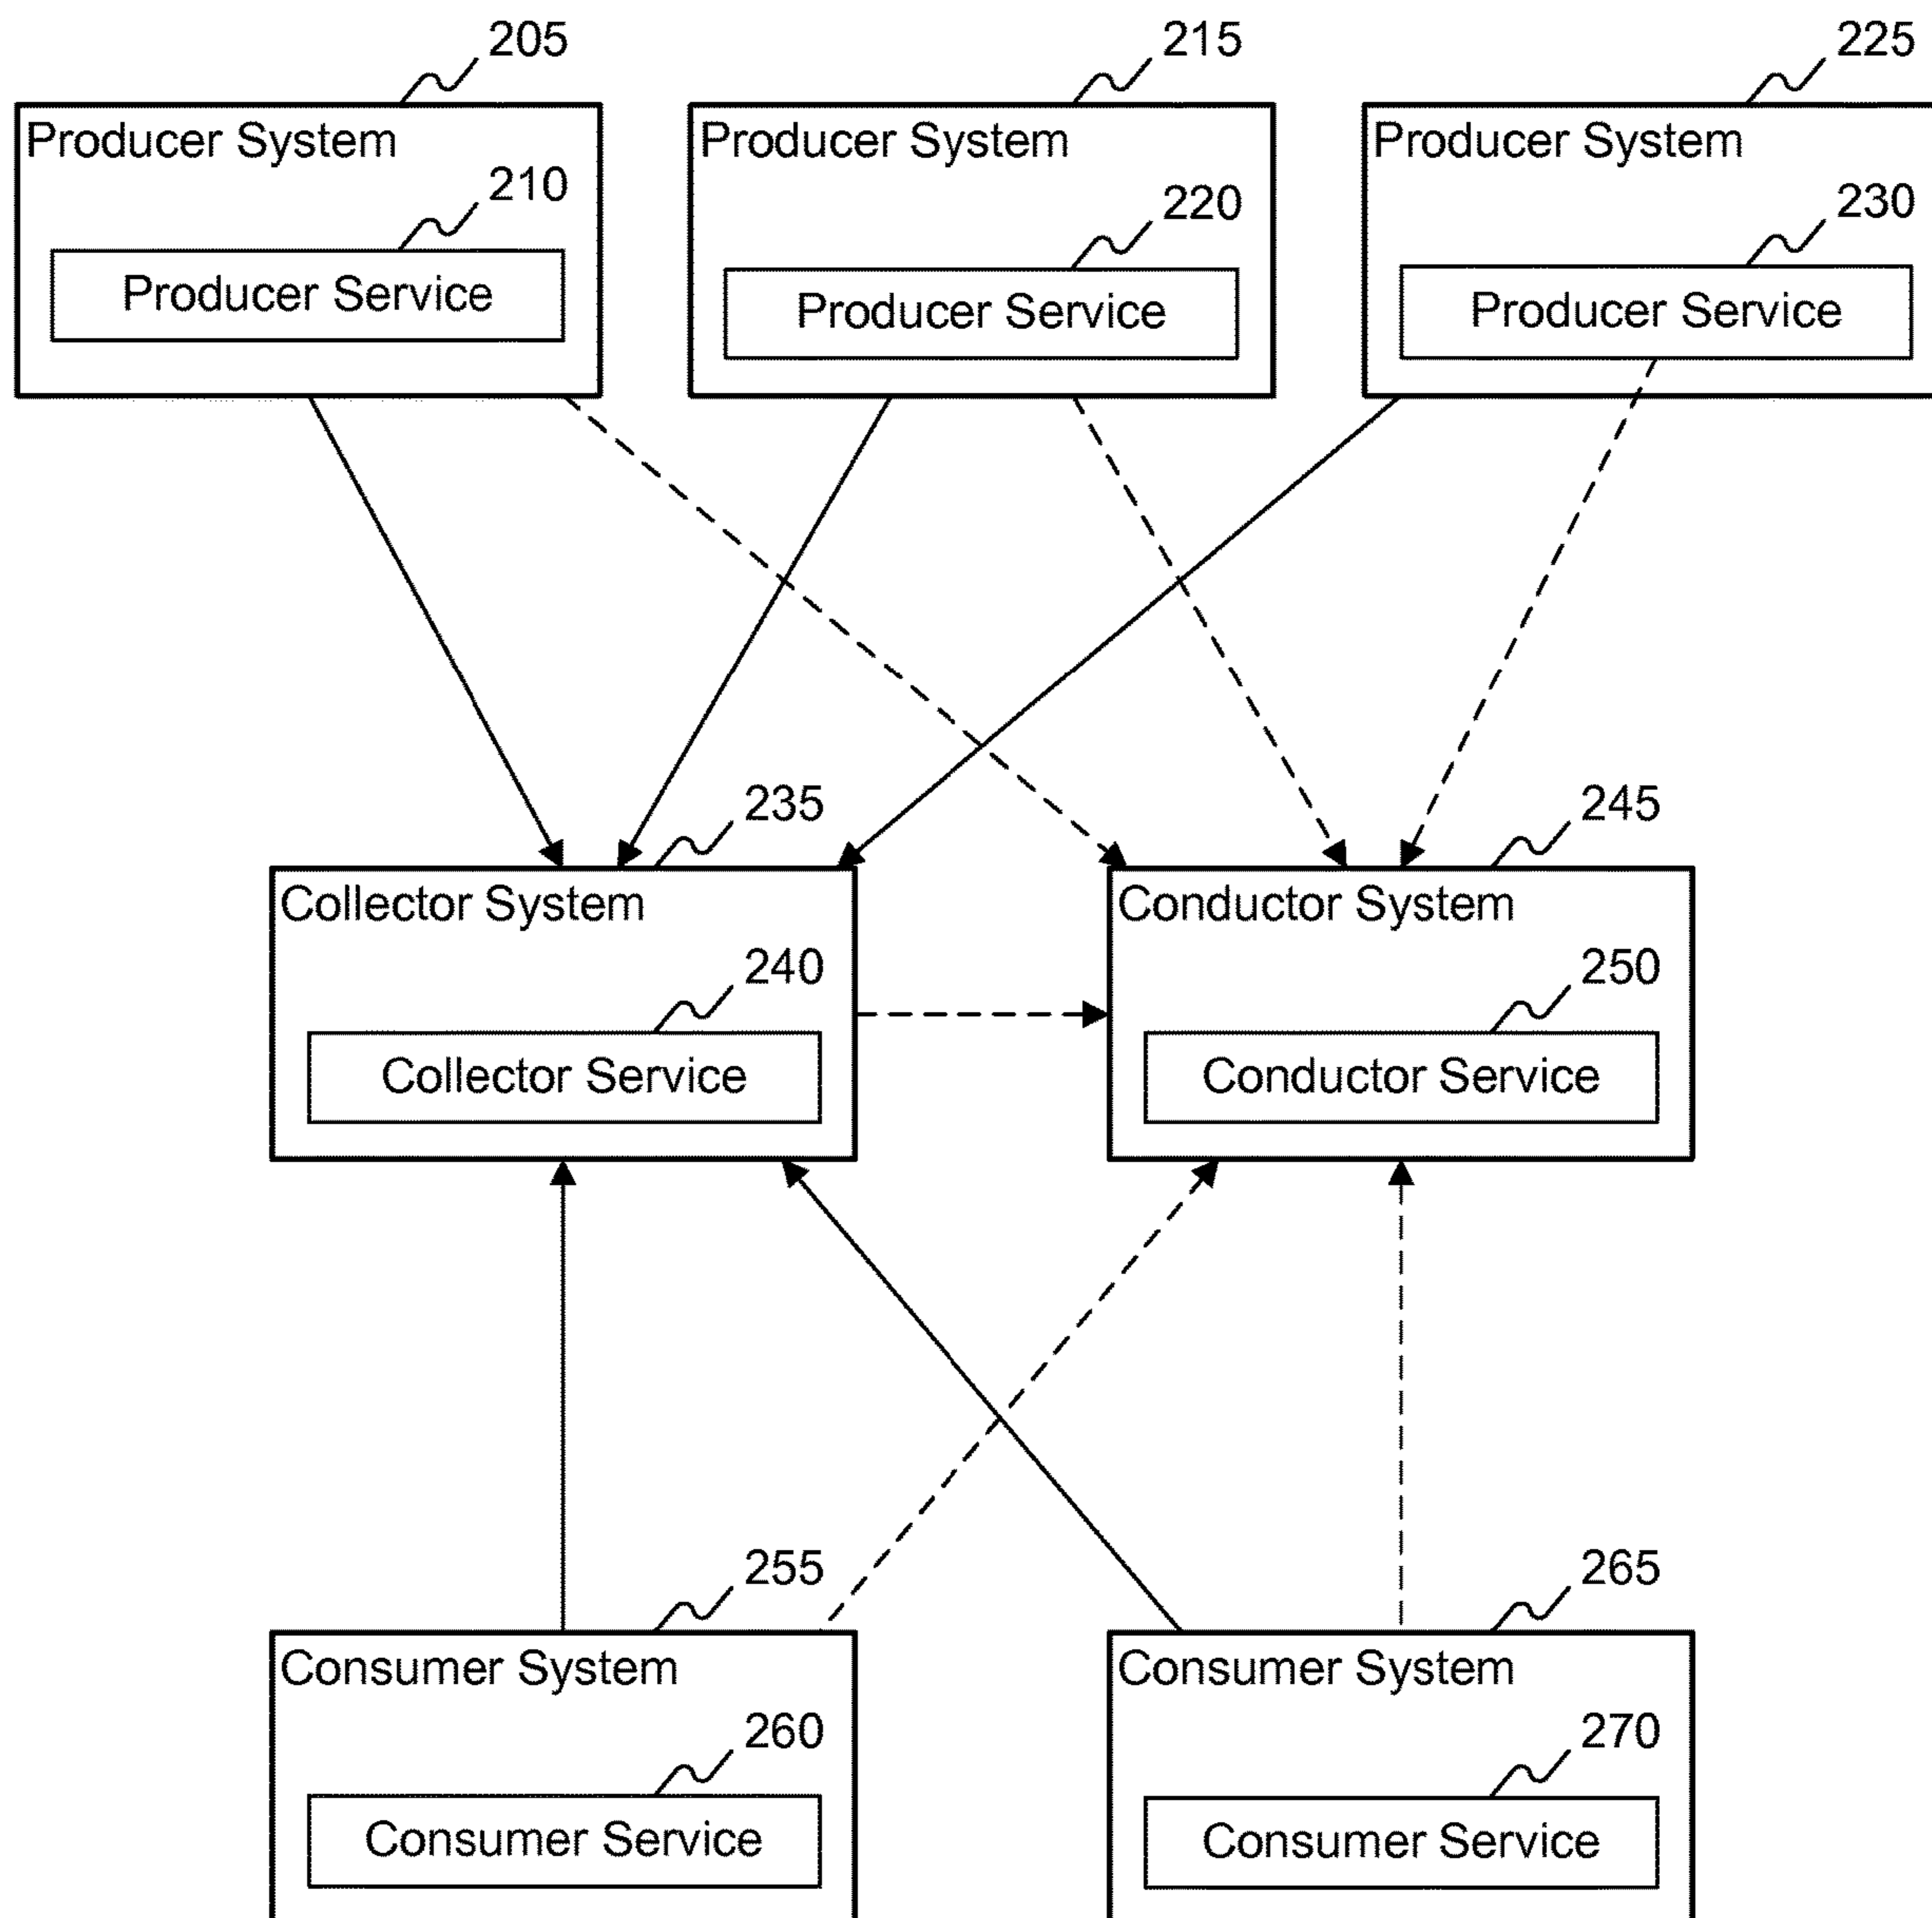 205
215
225
Producer System
Producer System
Producer System
210
220
230
Producer Service
Producer Service
Producer Service
235
245
Collector System
Conductor System
240
250
Collector Service
Conductor Service
255
265
Consumer System
Consumer System
260
270
Consumer Service
Consumer Service